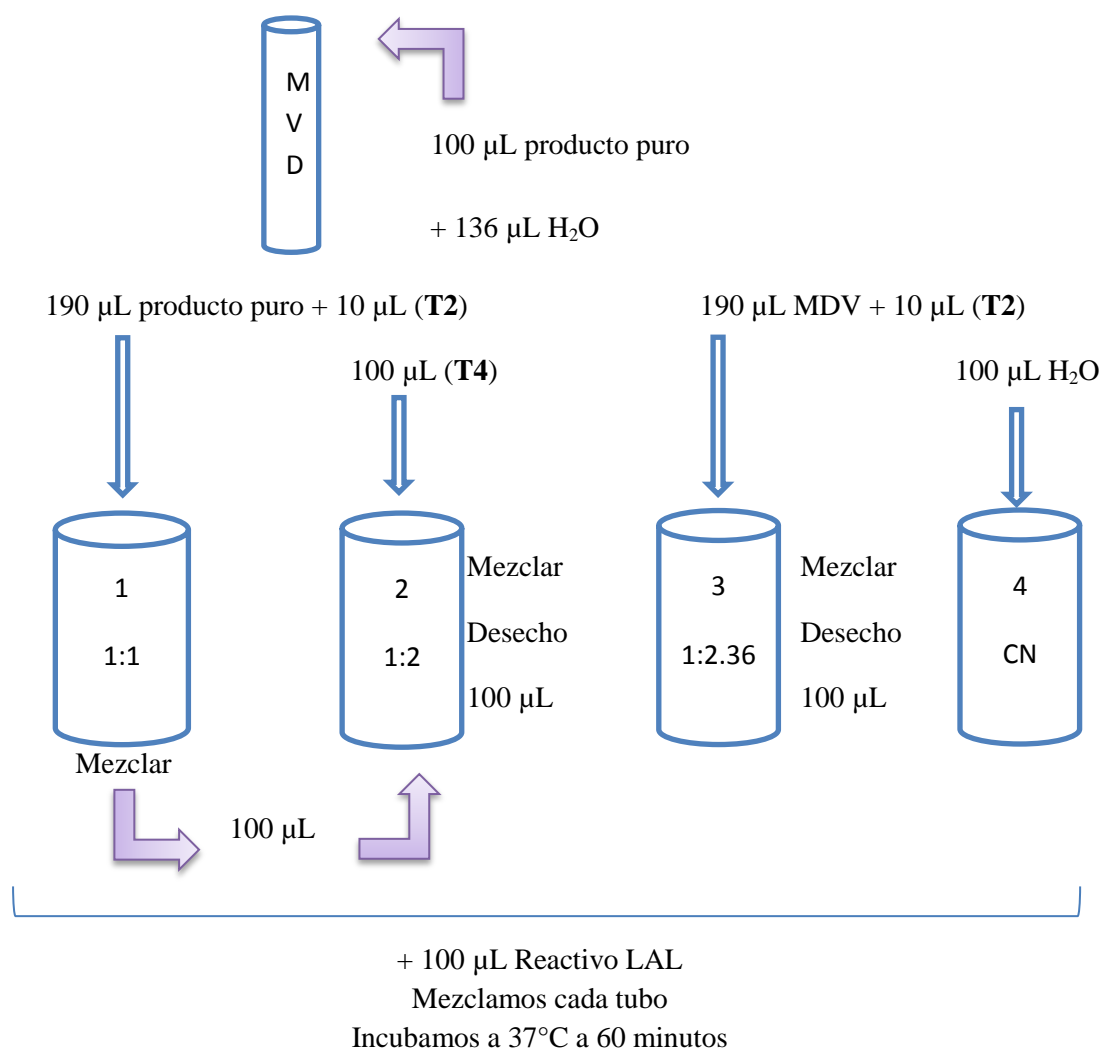 M
V
D
100 µL producto puro
+ 136 µL H₂O
190 µL producto puro + 10 µL (T2)
190 µL MDV + 10 µL (T2)
100 µL (T4)
100 µL H₂O
1
1:1
2
1:2
Mezclar
Desecho
100 µL
3
1:2.36
Mezclar
Desecho
100 µL
4
CN
Mezclar
100 µL
+ 100 µL Reactivo LAL
Mezclamos cada tubo
Incubamos a 37°C a 60 minutos